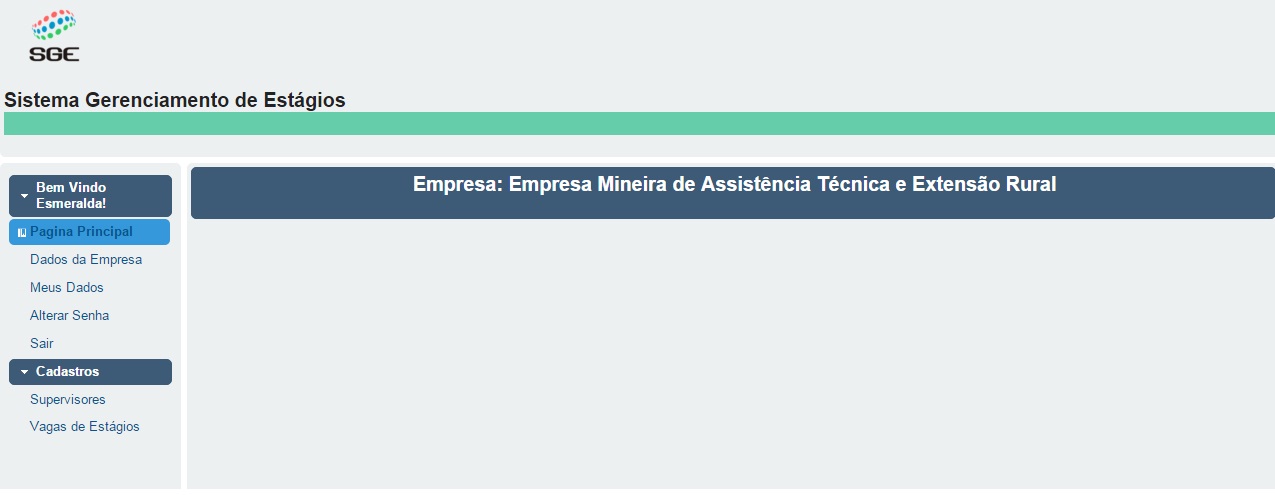 SGE
Sistema Gerenciamento de Estágios
Bem Vindo
Esmeralda!
Pagina Principal
Dados da Empresa
Meus Dados
Alterar Senha
Sair
Cadastros
Supervisores
Vagas de Estágios
Empresa: Empresa Mineira de Assistência Técnica e Extensão Rural